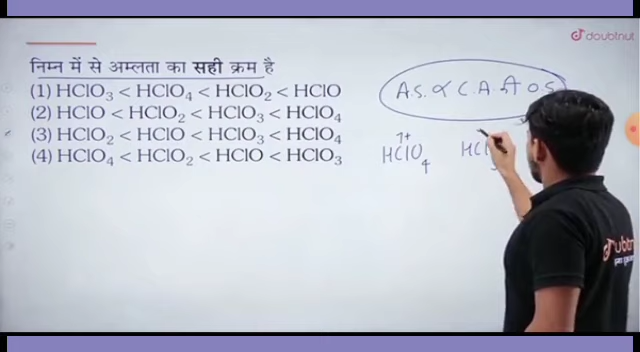 doubtnut
निम्न में से अम्लता का सही क्रम है
(1) HClO₃ < HClO₄ < HClO₂ < HClO
(2) HClO < HClO₂ < HClO₃ < HClO₄
(3) HClO₂ < HClO < HClO₃ < HClO₄
(4) HClO₄ < HClO₂ < HClO < HClO₃
A.S. ∝ C.A की O.S
7+
HClO₄
HCl